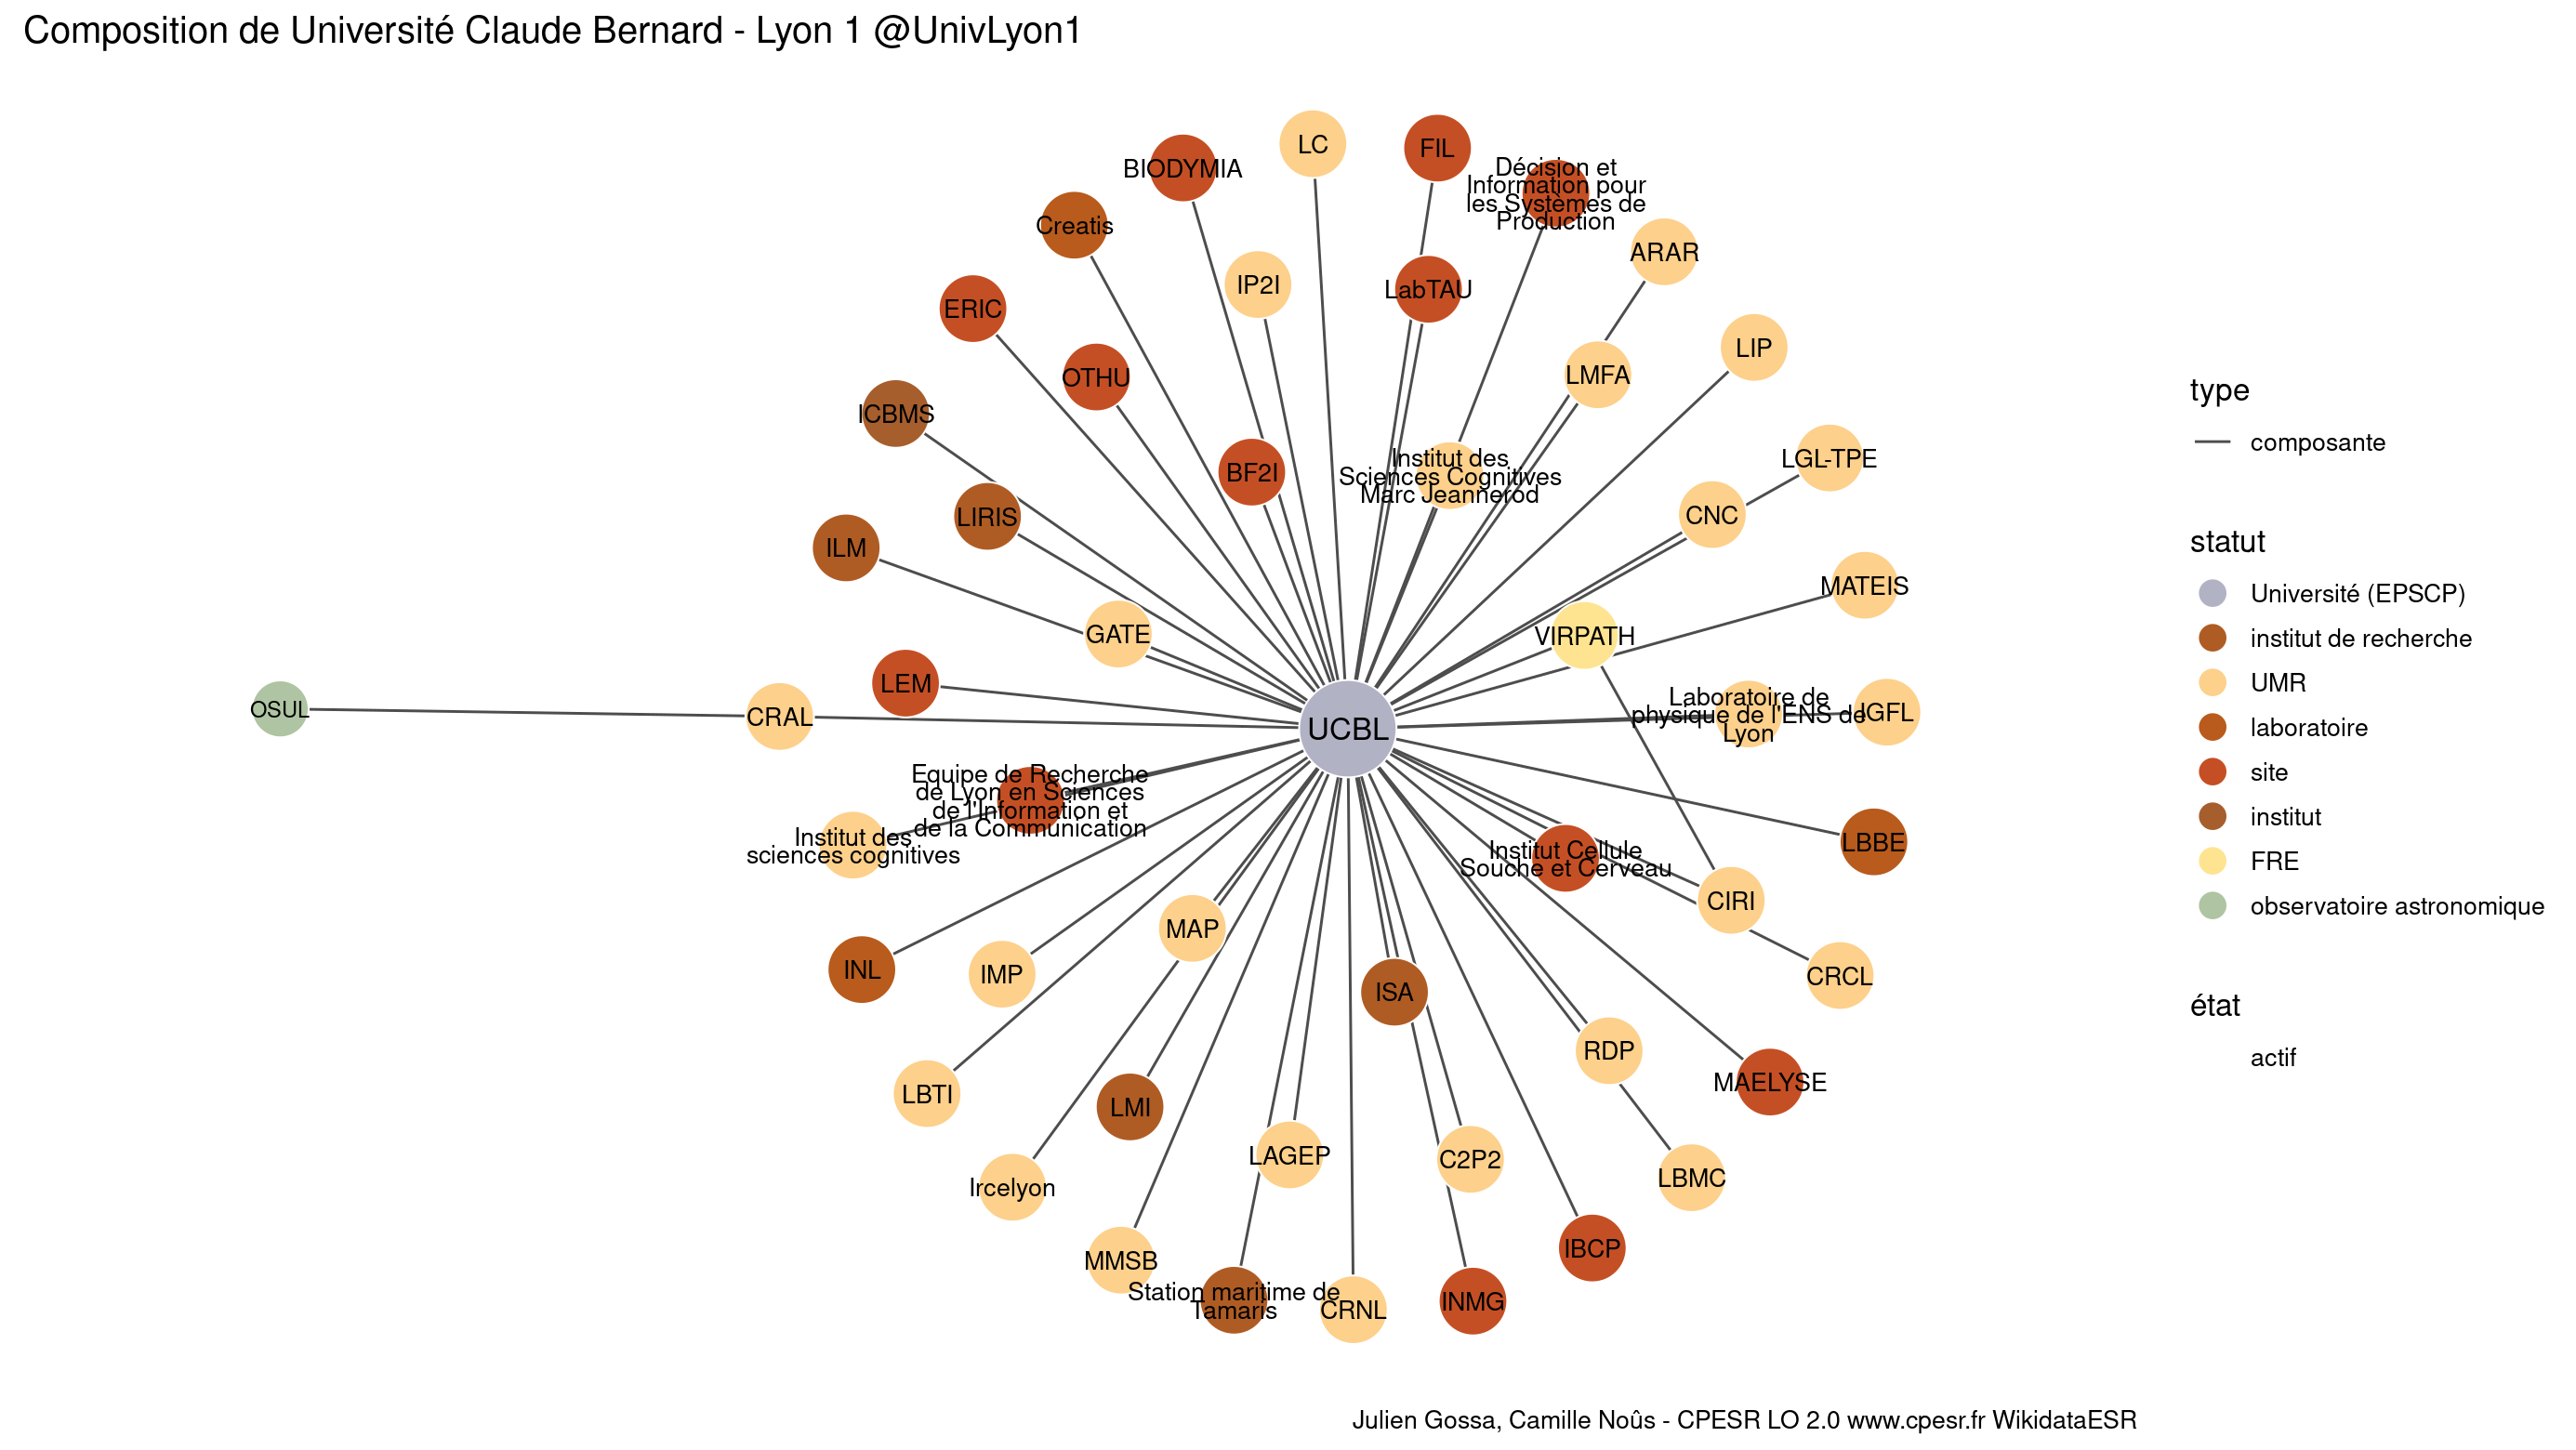 Composition de Université Claude Bernard - Lyon 1 @UnivLyon1
LC
FIL
BIODYMIA
Décision et
Information pour
les Systèmes de
Production
Creatis
ARAR
IP2I
LabTAU
ERIC
LIP
OTHU
LMFA
ICBMS
BF2I
Institut des
Sciences Cognitives
Marc Jeannerod
LGL-TPE
LIRIS
CNC
ILM
MATEIS
GATE
VIRPATH
LEM
OSUL
CRAL
UCBL
Laboratoire de
physique de l'ENS de
Lyon
IGFL
Equipe de Recherche
de Lyon en Sciences
de l'Information et
de la Communication
Institut des
sciences cognitives
Institut Cellule
Souche et Cerveau
LBBE
CIRI
MAP
INL
IMP
ISA
CRCL
RDP
MAELYSE
LBTI
LMI
LAGEP
C2P2
LBMC
Ircelyon
MMSB
IBCP
Station maritime de
Tamaris
CRNL
INMG
type
composante
statut
Université (EPSCP)
institut de recherche
UMR
laboratoire
site
institut
FRE
observatoire astronomique
état
actif
Julien Gossa, Camille Noûs - CPESR LO 2.0 www.cpesr.fr WikidataESR